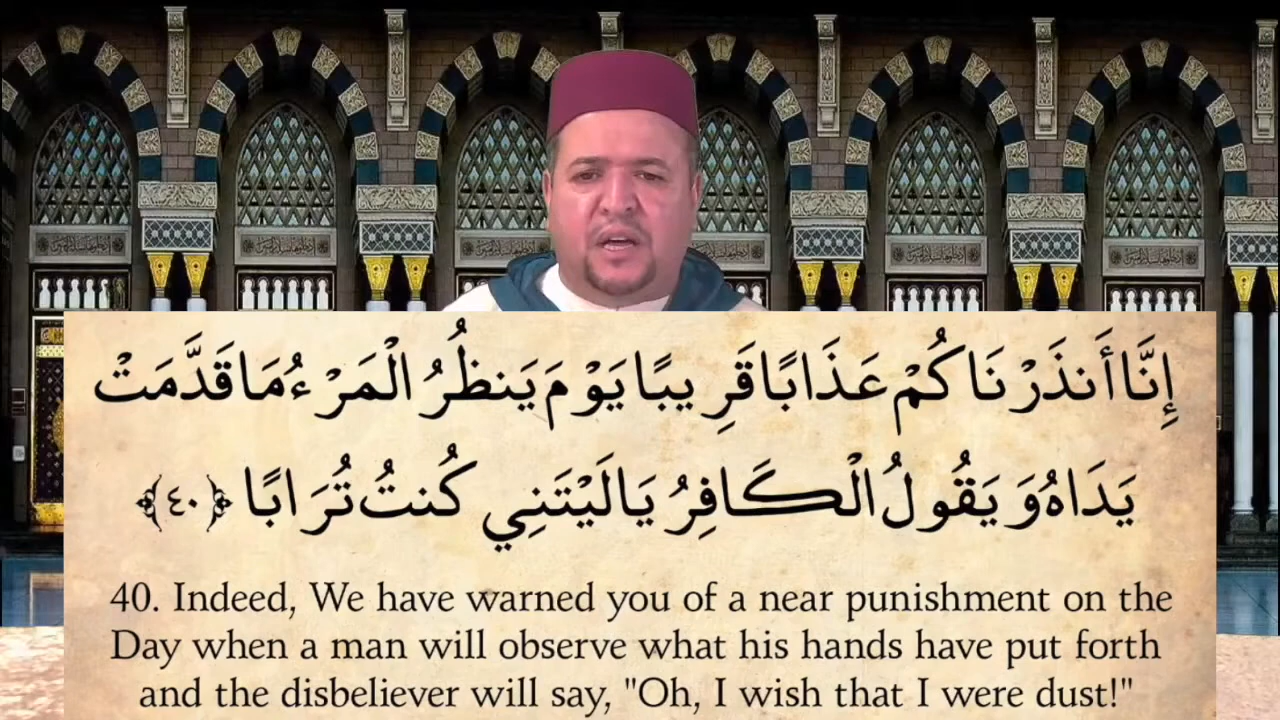 إِنَّا أَنذَرْنَاكُمْ عَذَابًا قَرِيبًا يَوْمَ يَنظُرُ الْمَرْءُ مَا قَدَّمَتْ
يَدَاهُ وَيَقُولُ الْكَافِرُ يَالَيْتَنِي كُنتُ تُرَابًا ﴿٤٠﴾
40. Indeed, We have warned you of a near punishment on the
Day when a man will observe what his hands have put forth
and the disbeliever will say, "Oh, I wish that I were dust!"